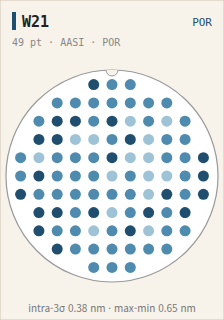 W21
POR
49 pt · AASI · POR
intra-3σ 0.38 nm · max-min 0.65 nm